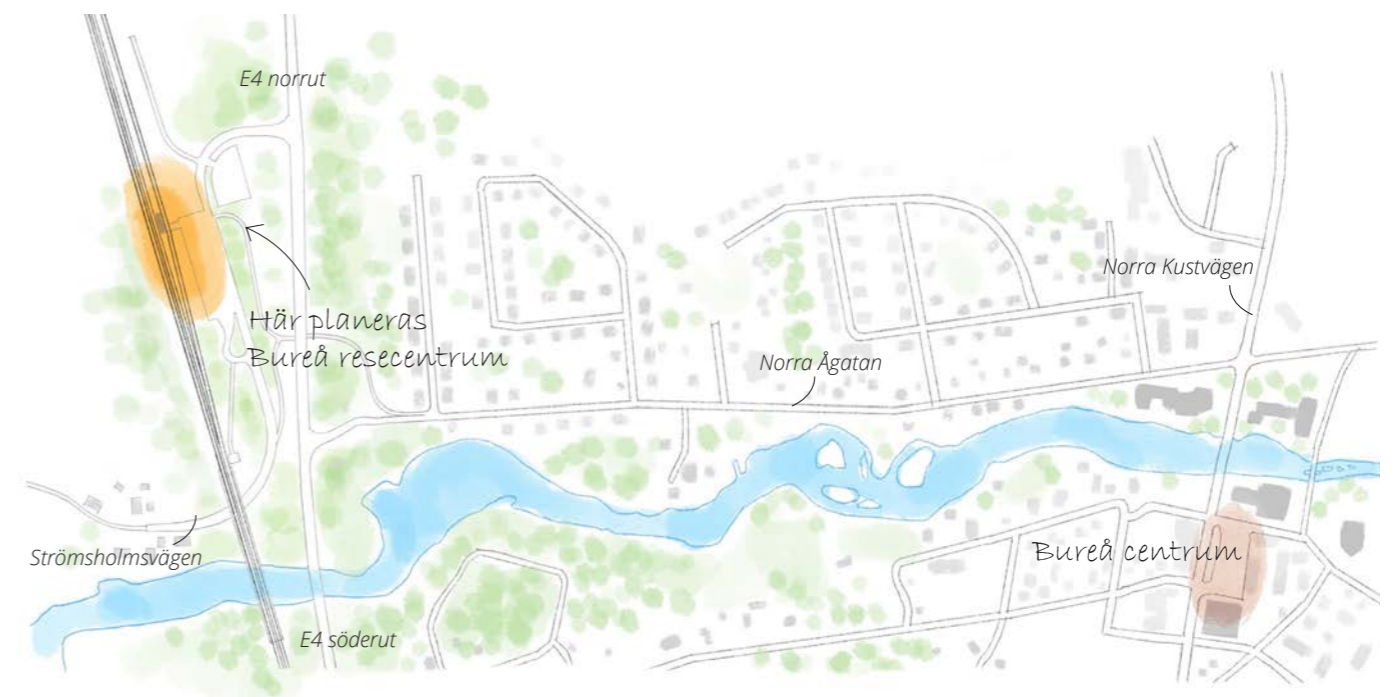 E4 norrut
Norra Kustvägen
Här planeras
Bureå resecentrum
Norra Ågatan
Bureå centrum
Strömsholmsvägen
E4 söderut